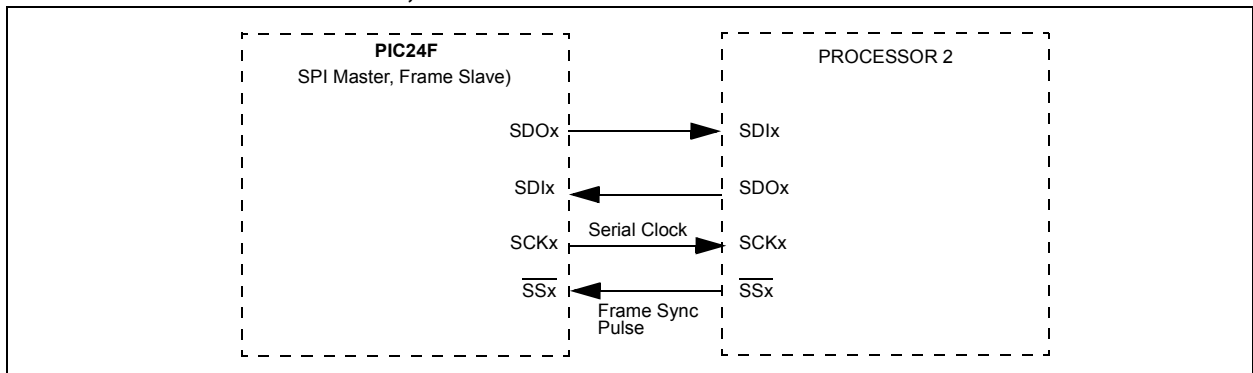 PIC24F
SPI Master, Frame Slave)
PROCESSOR 2
SDOx
SDIx
SDIx
SDOx
SCKx
Serial Clock
SCKx
SSx
Frame Sync
Pulse
SSx